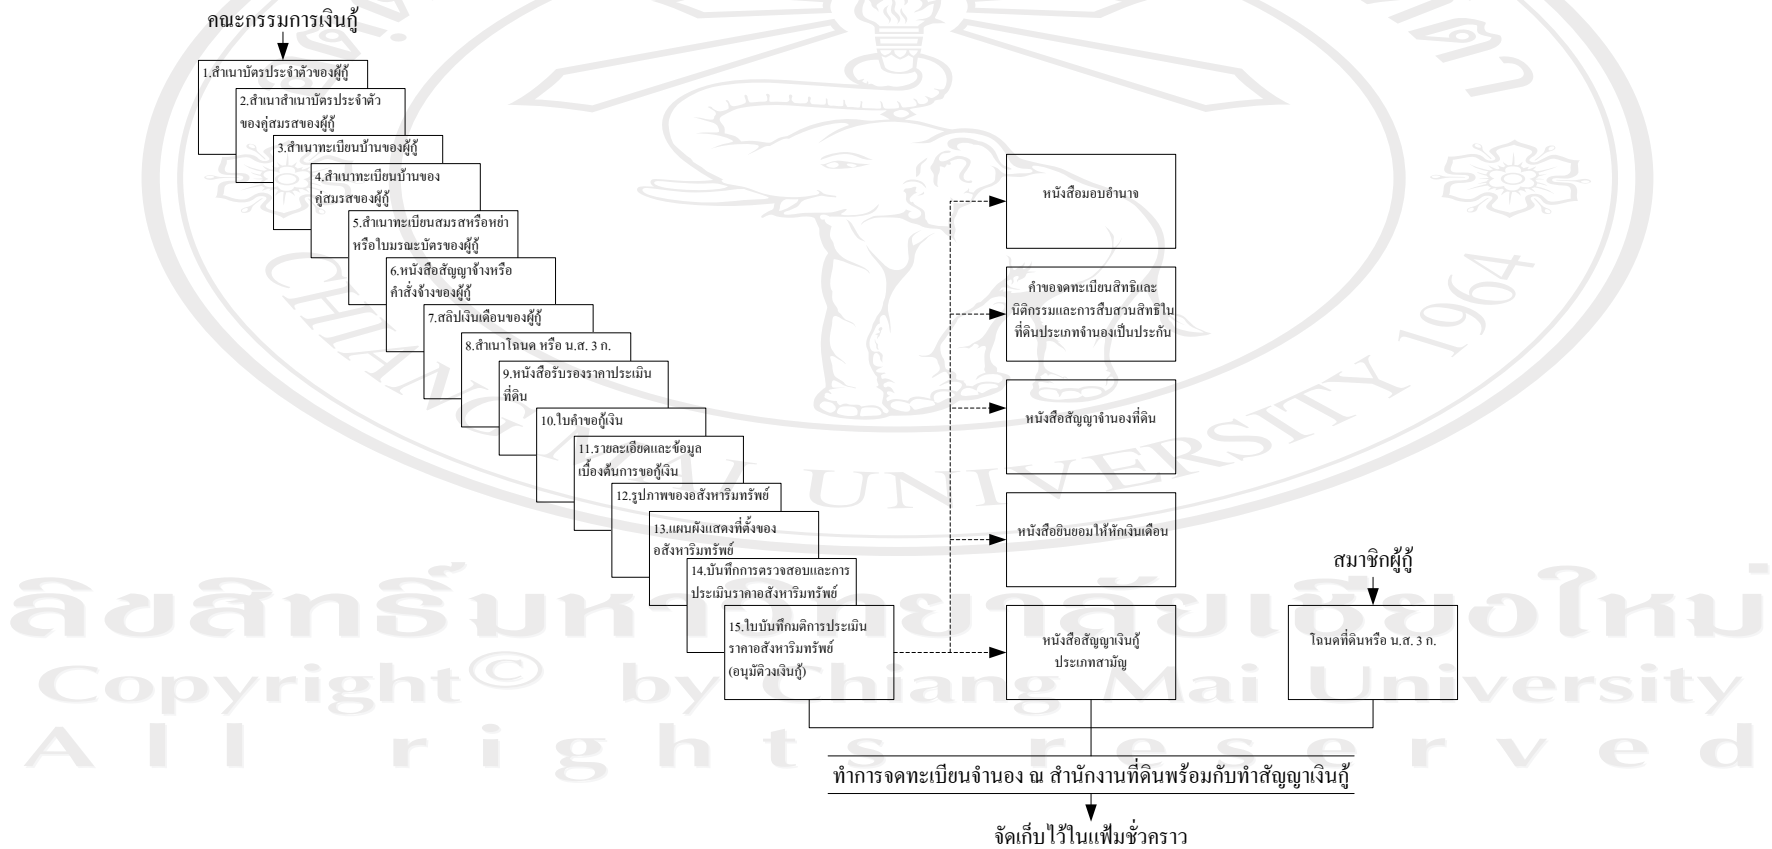 คณะกรรมการเงินกู้
1.สำเนาบัตรประจำตัวของผู้กู้
2.สำเนาสำเนาบัตรประจำตัว
ของคู่สมรสของผู้กู้
3.สำเนาทะเบียนบ้านของผู้กู้
4.สำเนาทะเบียนบ้านของ
คู่สมรสของผู้กู้
5.สำเนาทะเบียนสมรสหรือหย่า
หรือใบมรณะบัตรของผู้กู้
6.หนังสือสัญญาจ้างหรือ
คำสั่งจ้างของผู้กู้
7.สลิปเงินเดือนของผู้กู้
8.สำเนาโฉนด หรือ น.ส. 3 ก.
9.หนังสือรับรองราคาประเมิน
ที่ดิน
10.ใบคำขอกู้เงิน
11.รายละเอียดและข้อมูล
เบื้องต้นการขอกู้เงิน
12.รูปภาพของอสังหาริมทรัพย์
13.แผนผังแสดงที่ตั้งของ
อสังหาริมทรัพย์
14.บันทึกการตรวจสอบและการ
ประเมินราคาอสังหาริมทรัพย์
15.ใบบันทึกมติการประเมิน
ราคาอสังหาริมทรัพย์
(อนุมัติวงเงินกู้)
หนังสือมอบอำนาจ
คำขอจดทะเบียนสิทธิและ
นิติกรรมและการสืบสวนสิทธิใน
ที่ดินประเภทจำนองเป็นประกัน
หนังสือสัญญาจำนองที่ดิน
หนังสือยินยอมให้หักเงินเดือน
หนังสือสัญญาเงินกู้
ประเภทสามัญ
สมาชิกผู้กู้
โฉนดที่ดินหรือ น.ส. 3 ก.
ทำการจดทะเบียนจำนอง ณ สำนักงานที่ดินพร้อมกับทำสัญญาเงินกู้
จัดเก็บไว้ในแฟ้มชั่วคราว
CHIANG MAI UNIVERSITY 1964
ลิขสิทธิ์มหาวิทยาลัยเชียงใหม่
Copyright© by Chiang Mai University
All rights reserved